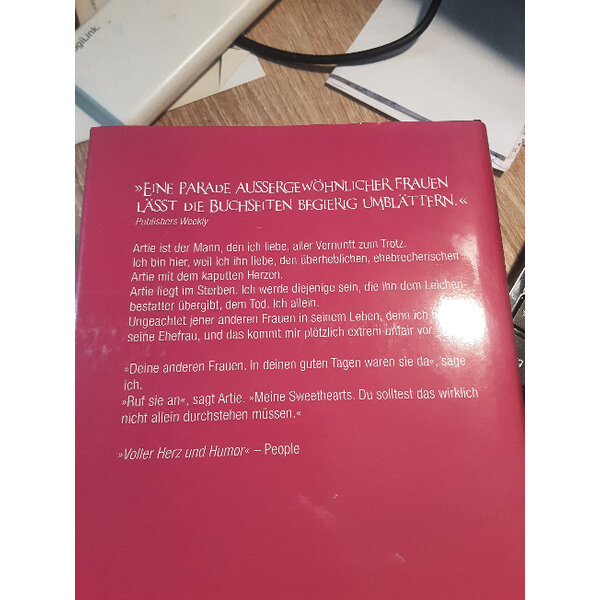 ogiLink.
»EINE PARADE AUSSERGEWÖHNLICHER FRAUEN
LÄSST DIE BUCHSEITEN BEGIERIG UMBLÄTTERN.«
Publishers Weekly
Artie ist der Mann, den ich liebe, aller Vernunft zum Trotz.
Ich bin hier, weil ich ihn liebe, den überheblichen, ehebrecherischen
Artie mit dem kaputten Herzen.
Artie liegt im Sterben. Ich werde diejenige sein, die ihn dem Leichen-
bestatter übergibt, dem Tod. Ich allein.
Ungeachtet jener anderen Frauen in seinem Leben, denn ich
seine Ehefrau, und das kommt mir plötzlich extrem unfair vor.
»Deine anderen Frauen. In deinen guten Tagen waren sie da«, sage
ich.
»Ruf sie an«, sagt Artie. »Meine Sweethearts. Du solltest das wirklich
nicht allein durchstehen müssen.«
»Voller Herz und Humor« – People